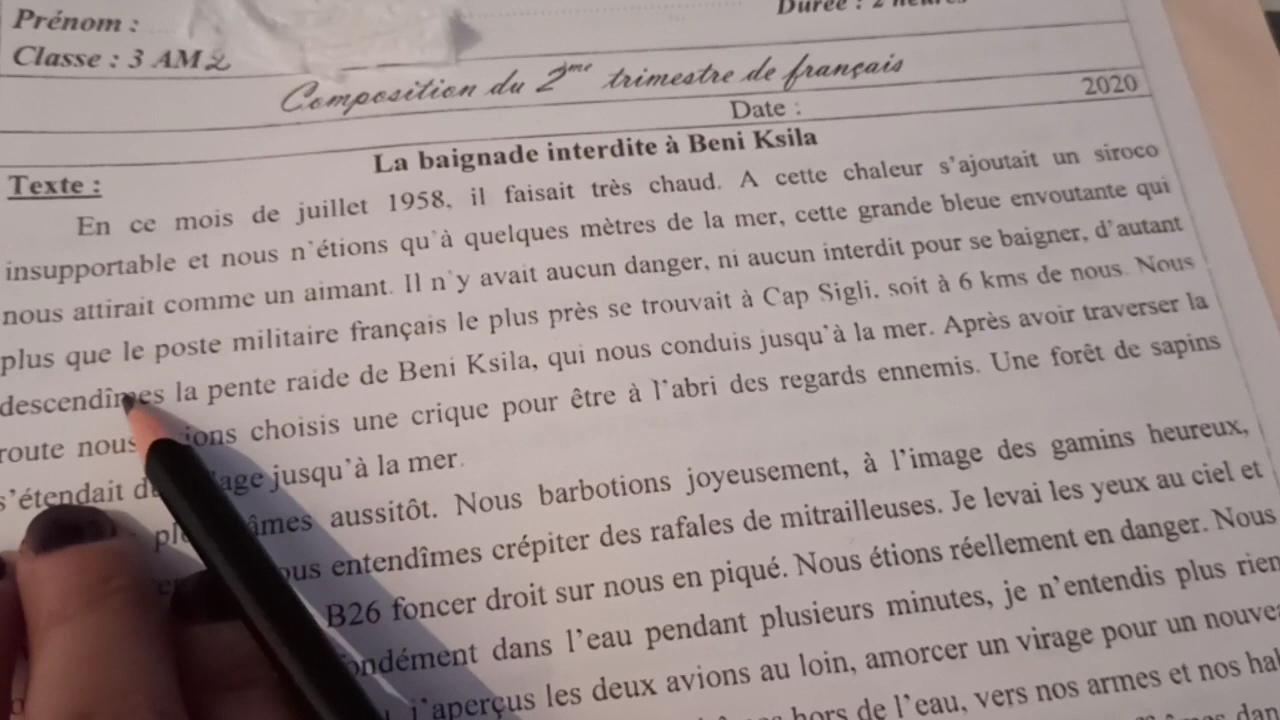 Prénom :
Durée : 2 heures
Classe : 3 AM 2
Composition du 2ème trimestre de français
Date :
2020
La baignade interdite à Beni Ksila
Texte :
En ce mois de juillet 1958, il faisait très chaud. A cette chaleur s'ajoutait un siroco
insupportable et nous n'étions qu'à quelques mètres de la mer, cette grande bleue envoutante qui
nous attirait comme un aimant. Il n'y avait aucun danger, ni aucun interdit pour se baigner, d'autant
plus que le poste militaire français le plus près se trouvait à Cap Sigli. soit à 6 kms de nous. Nous
descendîmes la pente raide de Beni Ksila, qui nous conduis jusqu'à la mer. Après avoir traverser la
route nous choisis une crique pour être à l'abri des regards ennemis. Une forêt de sapins
s'étendait jusqu'à la mer.
aussitôt. Nous barbotions joyeusement, à l'image des gamins heureux,
entendîmes crépiter des rafales de mitrailleuses. Je levai les yeux au ciel et
B26 foncer droit sur nous en piqué. Nous étions réellement en danger. Nous
dans l'eau pendant plusieurs minutes, je n'entendis plus rien
j'aperçus les deux avions au loin, amorcer un virage pour un
hors de l'eau, vers nos armes et nos